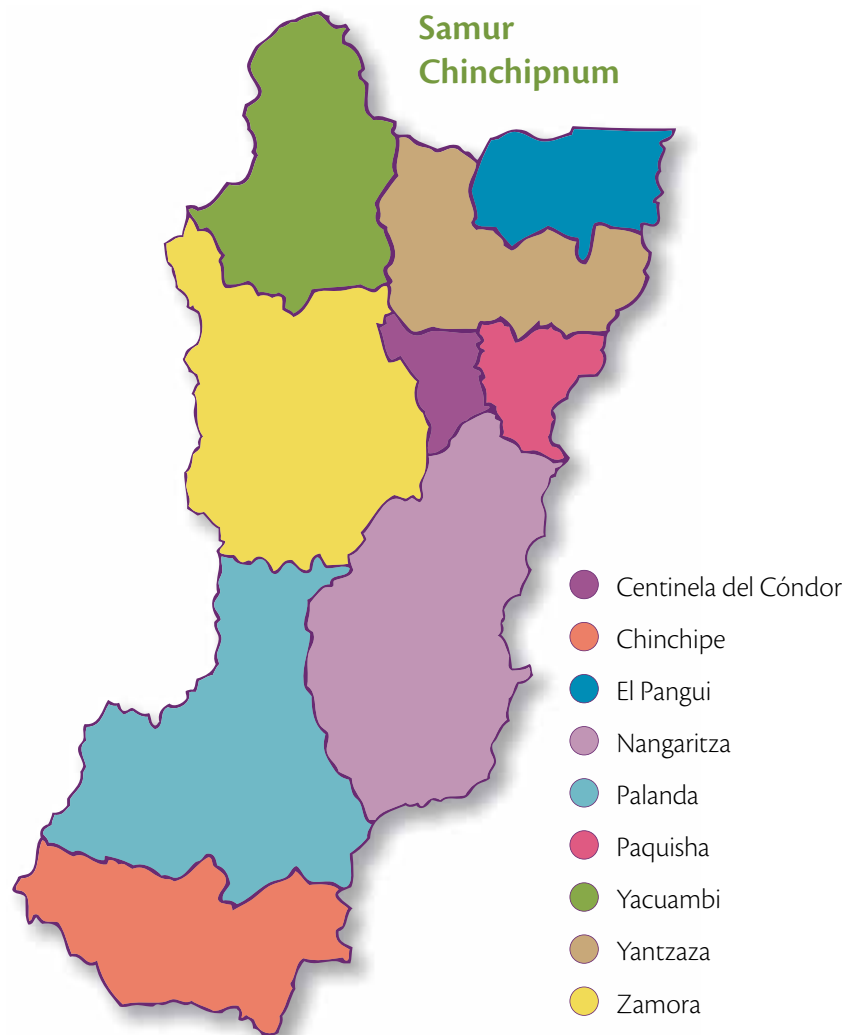 Samur
Chinchipnum
Centinela del Cóndor
Chinchipe
El Pangui
Nangaritza
Palanda
Paquisha
Yacuambi
Yantzaza
Zamora